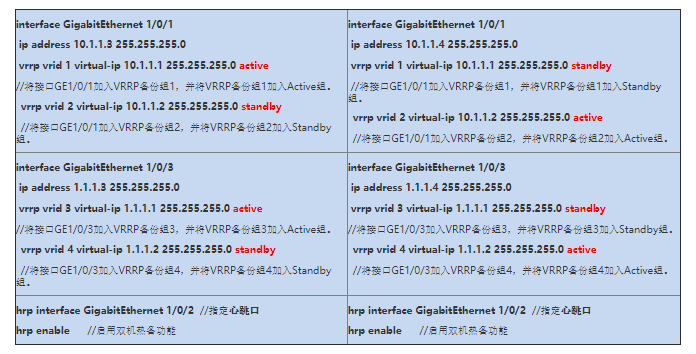 interface GigabitEthernet 1/0/1
ip address 10.1.1.3 255.255.255.0
vrrp vrid 1 virtual-ip 10.1.1.1 255.255.255.0 active
//将接口GE1/0/1加入VRRP备份组1，并将VRRP备份组1加入Active组。
vrrp vrid 2 virtual-ip 10.1.1.2 255.255.255.0 standby
//将接口GE1/0/1加入VRRP备份组2，并将VRRP备份组2加入Standby
组。
interface GigabitEthernet 1/0/1
ip address 10.1.1.4 255.255.255.0
vrrp vrid 1 virtual-ip 10.1.1.1 255.255.255.0 standby
//将接口GE1/0/1加入VRRP备份组1，并将VRRP备份组1加入Standby
组。
vrrp vrid 2 virtual-ip 10.1.1.2 255.255.255.0 active
//将接口GE1/0/1加入VRRP备份组2，并将VRRP备份组2加入Active组。
interface GigabitEthernet 1/0/3
ip address 1.1.1.3 255.255.255.0
vrrp vrid 3 virtual-ip 1.1.1.1 255.255.255.0 active
//将接口GE1/0/3加入VRRP备份组3，并将VRRP备份组3加入Active组。
vrrp vrid 4 virtual-ip 1.1.1.2 255.255.255.0 standby
//将接口GE1/0/3加入VRRP备份组4，并将VRRP备份组4加入Standby
组。
interface GigabitEthernet 1/0/3
ip address 1.1.1.4 255.255.255.0
vrrp vrid 3 virtual-ip 1.1.1.1 255.255.255.0 standby
//将接口GE1/0/3加入VRRP备份组3，并将VRRP备份组3加入Standby组。
vrrp vrid 4 virtual-ip 1.1.1.2 255.255.255.0 active
//将接口GE1/0/3加入VRRP备份组4，并将VRRP备份组4加入Active组。
hrp interface GigabitEthernet 1/0/2 //指定心跳口
hrp enable //启用双机热备功能
hrp interface GigabitEthernet 1/0/2 //指定心跳口
hrp enable //启用双机热备功能